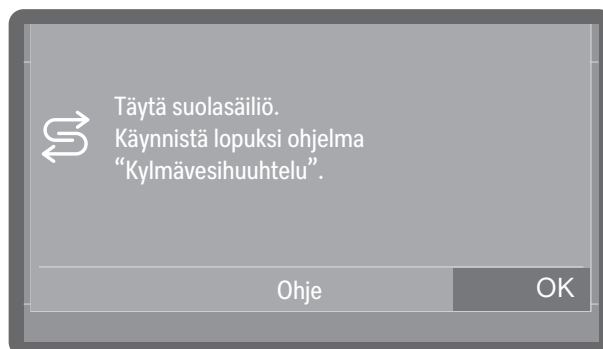 Täytä suolasäiliö.
Käynnistä lopuksi ohjelma
“Kylmävesihuuhtelu”.
Ohje
OK